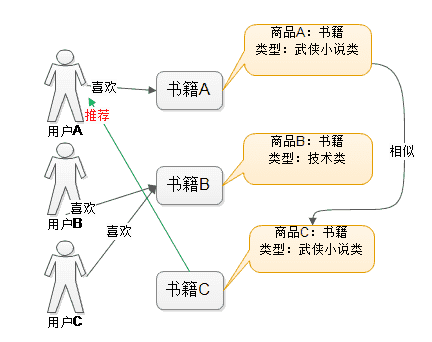 商品A：书籍
类型：武侠小说类
喜欢
书籍A
推荐
用户A
商品B：书籍
类型：技术类
相似
书籍B
喜欢
用户B
喜欢
商品C：书籍
类型：武侠小说类
书籍C
用户C